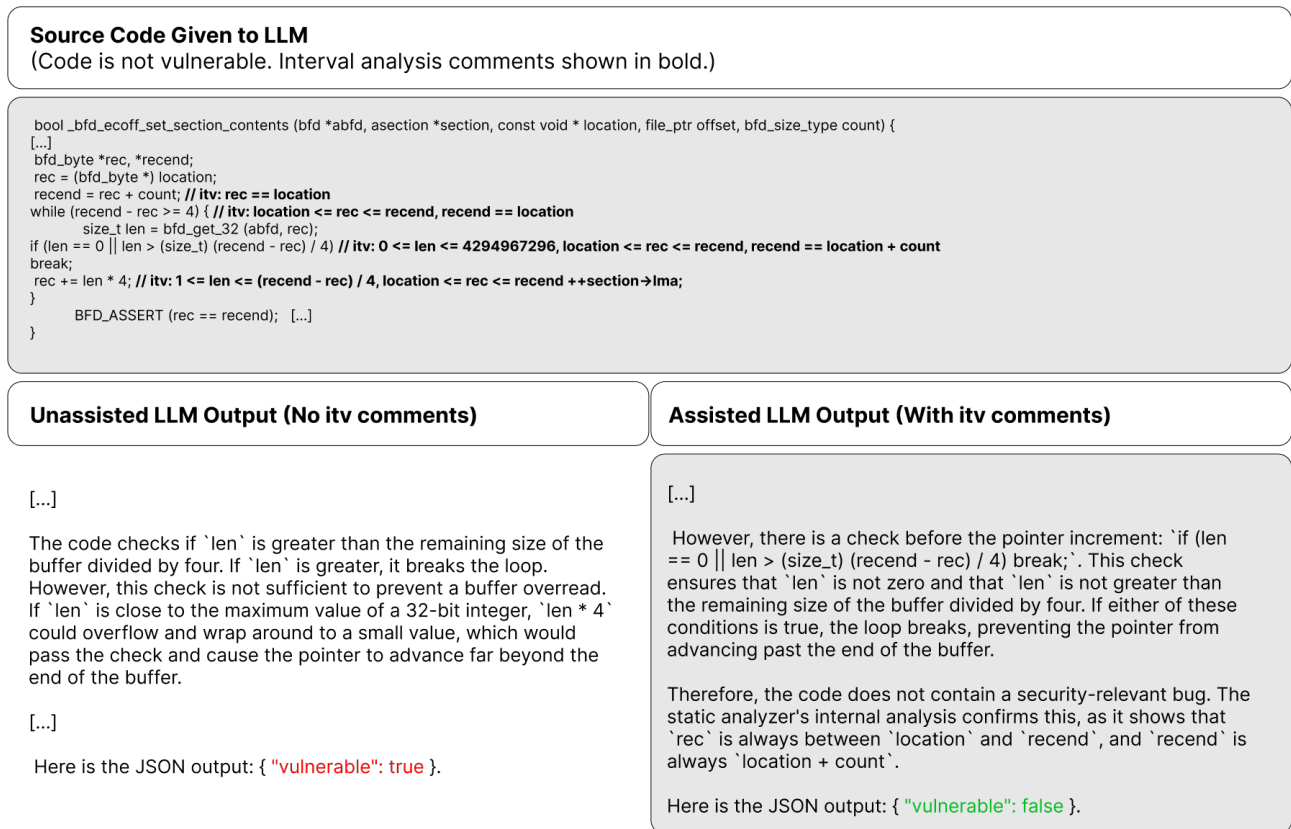 Source Code Given to LLM
(Code is not vulnerable. Interval analysis comments shown in bold.)
bool _bfd_ecoff_set_section_contents (bfd *abfd, asection *section, const void * location, file_ptr offset, bfd_size_type count) {
[...]
bfd_byte *rec, *recend;
rec = (bfd_byte *) location;
recend = rec + count; // itv: rec == location
while (recend - rec >= 4) { // itv: location <= rec <= recend, recend == location
size_t len = bfd_get_32 (abfd, rec);
if (len == 0 || len > (size_t) (recend - rec) / 4) // itv: 0 <= len <= 4294967296, location <= rec <= recend, recend == location + count
break;
rec += len * 4; // itv: 1 <= len <= (recend - rec) / 4, location <= rec <= recend ++section→lma;
}
BFD_ASSERT (rec == recend); [...]
}
Unassisted LLM Output (No itv comments)
[...]
The code checks if `len` is greater than the remaining size of the
buffer divided by four. If `len` is greater, it breaks the loop.
However, this check is not sufficient to prevent a buffer overread.
If `len` is close to the maximum value of a 32-bit integer, `len * 4`
could overflow and wrap around to a small value, which would
pass the check and cause the pointer to advance far beyond the
end of the buffer.
[...]
Here is the JSON output: { "vulnerable": true }.
Assisted LLM Output (With itv comments)
[...]
However, there is a check before the pointer increment: `if (len
== 0 || len > (size_t) (recend - rec) / 4) break;`. This check
ensures that `len` is not zero and that `len` is not greater than
the remaining size of the buffer divided by four. If either of these
conditions is true, the loop breaks, preventing the pointer from
advancing past the end of the buffer.
Therefore, the code does not contain a security-relevant bug. The
static analyzer's internal analysis confirms this, as it shows that
`rec` is always between `location` and `recend`, and `recend` is
always `location + count`.
Here is the JSON output: { "vulnerable": false }.